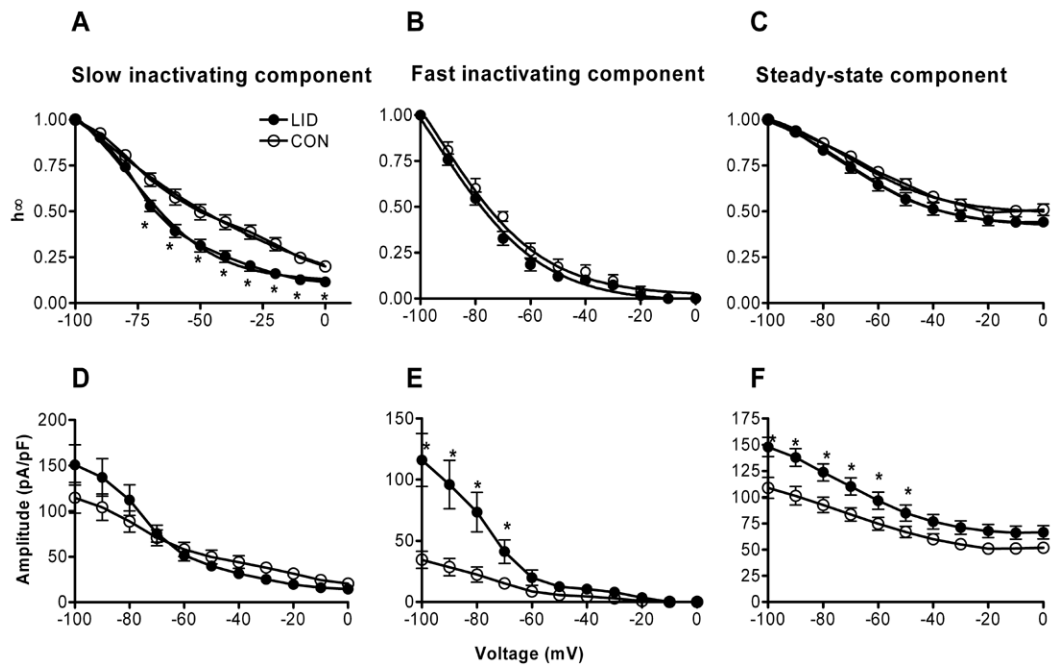 A B C
Slow inactivating component Fast inactivating component Steady-state component
1.00 0.75 0.50 0.25 0.00
h∞
LID
CON
* * * * * * * *
-100 -75 -50 -25 0
1.00 0.75 0.50 0.25 0.00
-100 -80 -60 -40 -20 0
1.00 0.75 0.50 0.25 0.00
-100 -80 -60 -40 -20 0
D E F
Amplitude (pA/pF)
200 150 100 50 0
-100 -80 -60 -40 -20 0
150 100 50 0
* * * *
-100 -80 -60 -40 -20 0
175 150 125 100 75 50 25 0
* * * * * *
-100 -80 -60 -40 -20 0
Voltage (mV)